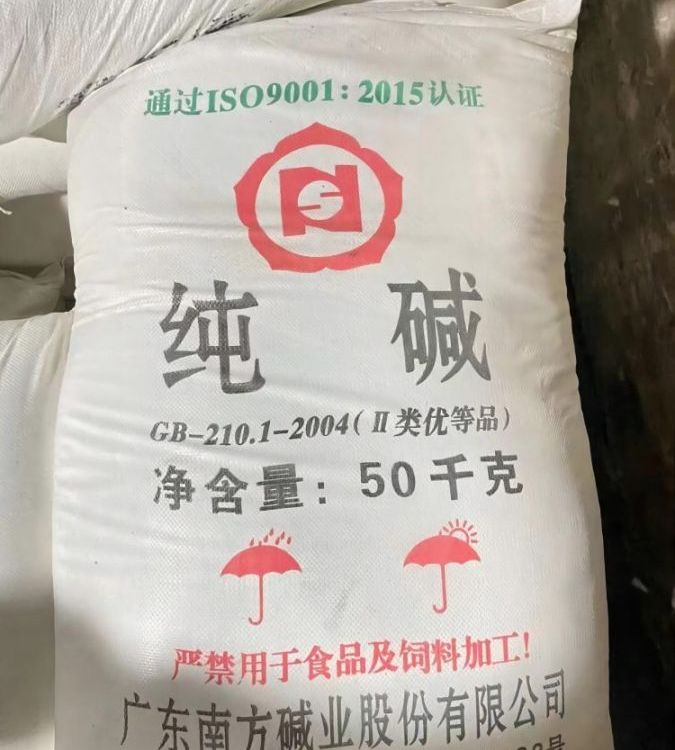 通过ISO9001：2015认证
纯 碱
GB-210.1-2004(Ⅱ类优等品)
净含量：50千克
严禁用于食品及饲料加工!
广东南方碱业股份有限公司